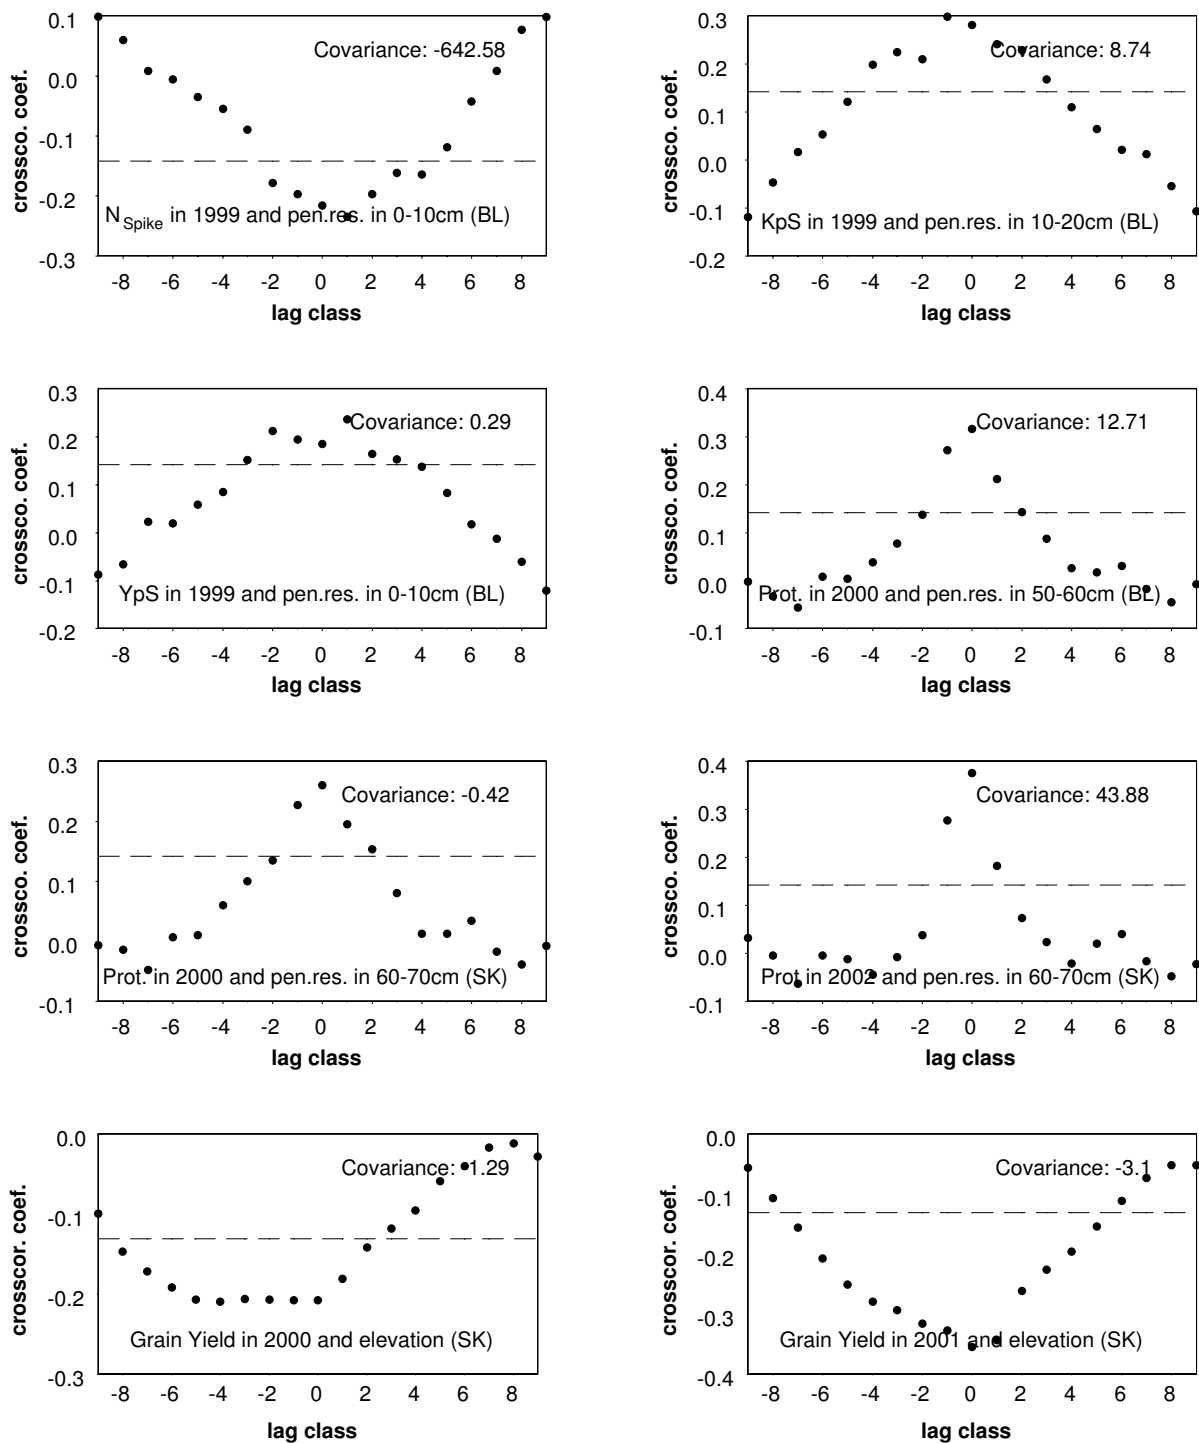 0.1
0.0
-0.1
-0.2
-0.3
crossco. coef.
Covariance: -642.58
N Spike in 1999 and pen.res. in 0-10cm (BL)
-8 -6 -4 -2 0 2 4 6 8
lag class
0.3
0.2
0.1
0.0
-0.1
-0.2
crossco. coef.
Covariance: 8.74
KpS in 1999 and pen.res. in 10-20cm (BL)
-8 -6 -4 -2 0 2 4 6 8
lag class
0.3
0.2
0.1
0.0
-0.1
-0.2
crossco. coef.
Covariance: 0.29
YpS in 1999 and pen.res. in 0-10cm (BL)
-8 -6 -4 -2 0 2 4 6 8
lag class
0.4
0.3
0.2
0.1
0.0
-0.1
crossco. coef.
Covariance: 12.71
Prot. in 2000 and pen.res. in 50-60cm (BL)
-8 -6 -4 -2 0 2 4 6 8
lag class
0.3
0.2
0.1
0.0
-0.1
crossco. coef.
Covariance: -0.42
Prot. in 2000 and pen.res. in 60-70cm (SK)
-8 -6 -4 -2 0 2 4 6 8
lag class
0.4
0.3
0.2
0.1
0.0
-0.1
crossco. coef.
Covariance: 43.88
Prot in 2002 and pen.res. in 60-70cm (SK)
-8 -6 -4 -2 0 2 4 6 8
lag class
0.0
-0.1
-0.2
-0.3
crosscor. coef.
Covariance: -1.29
Grain Yield in 2000 and elevation (SK)
-8 -6 -4 -2 0 2 4 6 8
lag class
0.0
-0.1
-0.2
-0.3
-0.4
crosscor. coef.
Covariance: -3.1
Grain Yield in 2001 and elevation (SK)
-8 -6 -4 -2 0 2 4 6 8
lag class